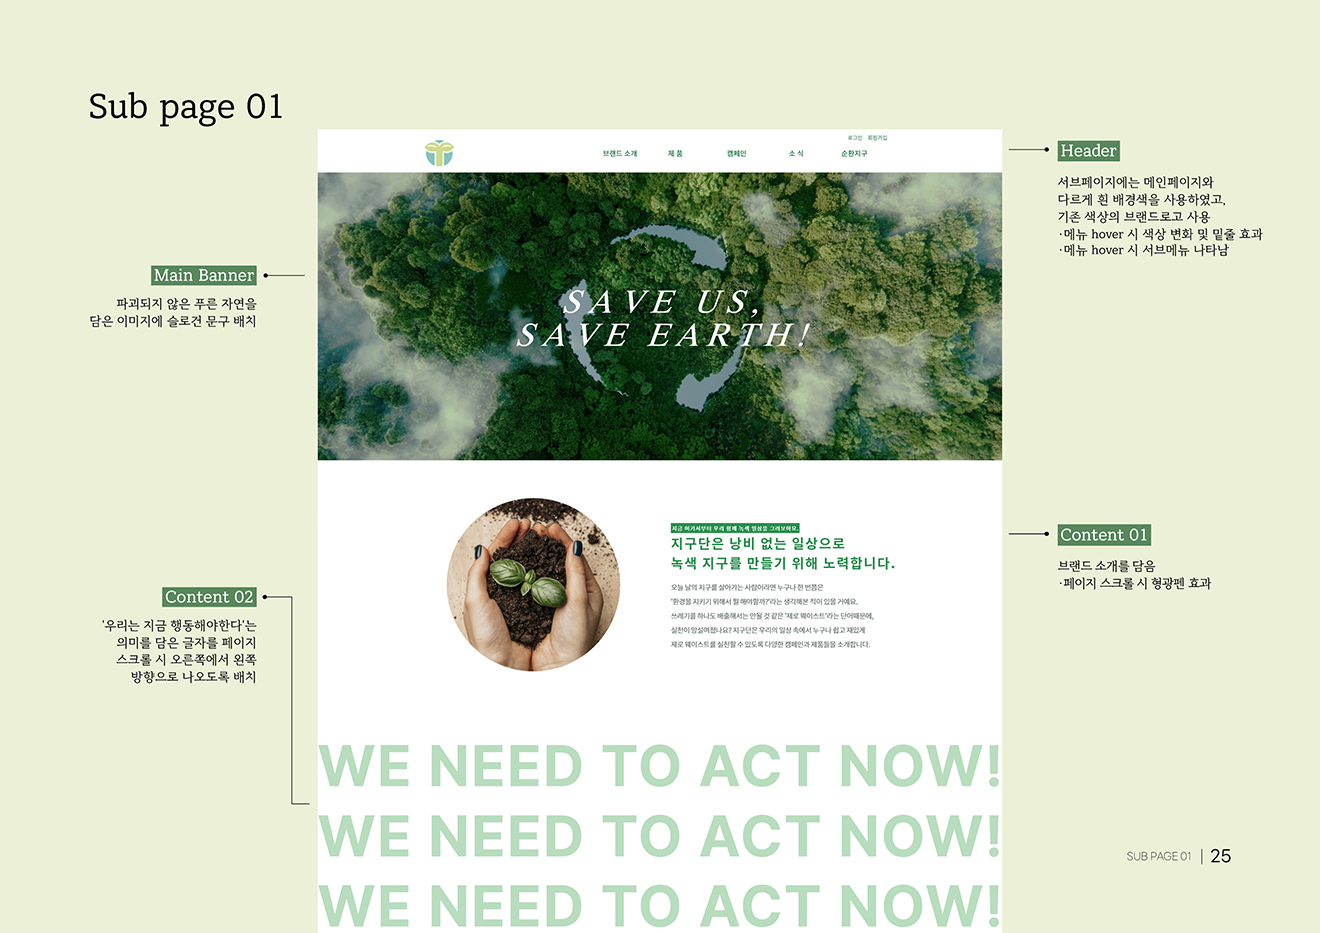 Sub page 01
로그인 회원가입
브랜드 소개 제 품 캠페인 소 식 순환지구
SAVE US,
SAVE EARTH!
Header
서브페이지에는 메인페이지와
다르게 흰 배경색을 사용하였고,
기존 색상의 브랜드로고 사용
·메뉴 hover 시 색상 변화 및 밑줄 효과
·메뉴 hover 시 서브메뉴 나타남
Main Banner
파괴되지 않은 푸른 자연을
담은 이미지에 슬로건 문구 배치
지금 여기서부터 우리 함께 녹색 일상을 그려보아요.
지구단은 낭비 없는 일상으로
녹색 지구를 만들기 위해 노력합니다.
오늘 날의 지구를 살아가는 사람이라면 누구나 한 번쯤은
'환경을 지키기 위해서 뭘 해야할까?'라는 생각해본 적이 있을 거예요.
쓰레기를 하나도 배출해서는 안될 것 같은 '제로 웨이스트'라는 단어때문에,
실천이 망설여졌나요? 지구단은 우리의 일상 속에서 누구나 쉽고 재밌게
제로 웨이스트를 실천할 수 있도록 다양한 캠페인과 제품들을 소개합니다.
Content 01
브랜드 소개를 담음
·페이지 스크롤 시 형광펜 효과
Content 02
'우리는 지금 행동해야한다'는
의미를 담은 글자를 페이지
스크롤 시 오른쪽에서 왼쪽
방향으로 나오도록 배치
WE NEED TO ACT NOW!
WE NEED TO ACT NOW!
WE NEED TO ACT NOW!
SUB PAGE 01 | 25